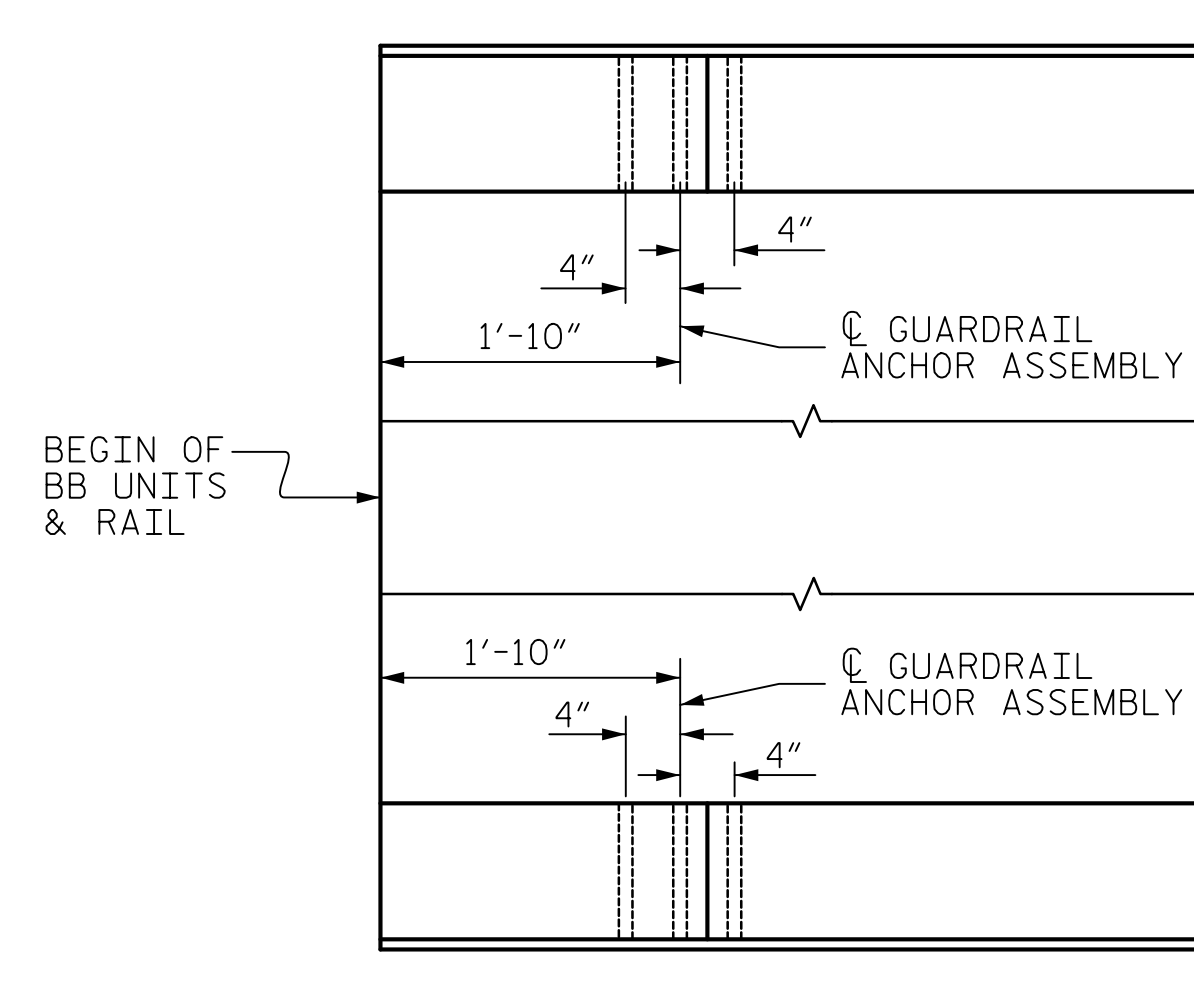 4"
4"
1'-10"
℄ GUARDRAIL
ANCHOR ASSEMBLY
BEGIN OF
BB UNITS
& RAIL
1'-10"
℄ GUARDRAIL
ANCHOR ASSEMBLY
4"
4"